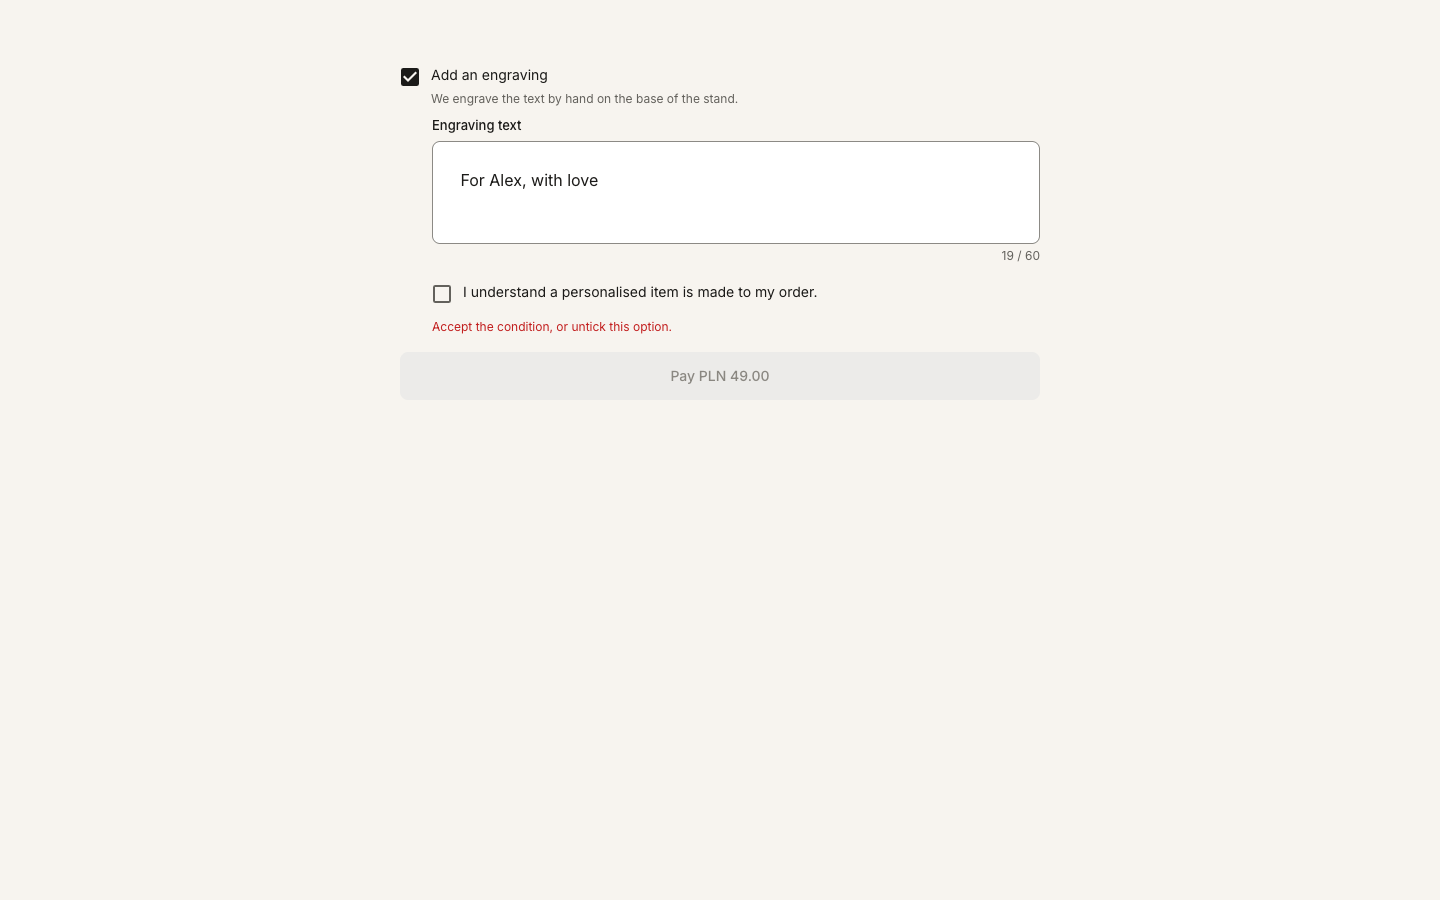 Add an engraving
We engrave the text by hand on the base of the stand.
Engraving text
For Alex, with love
19 / 60
I understand a personalised item is made to my order.
Accept the condition, or untick this option.
Pay PLN 49.00